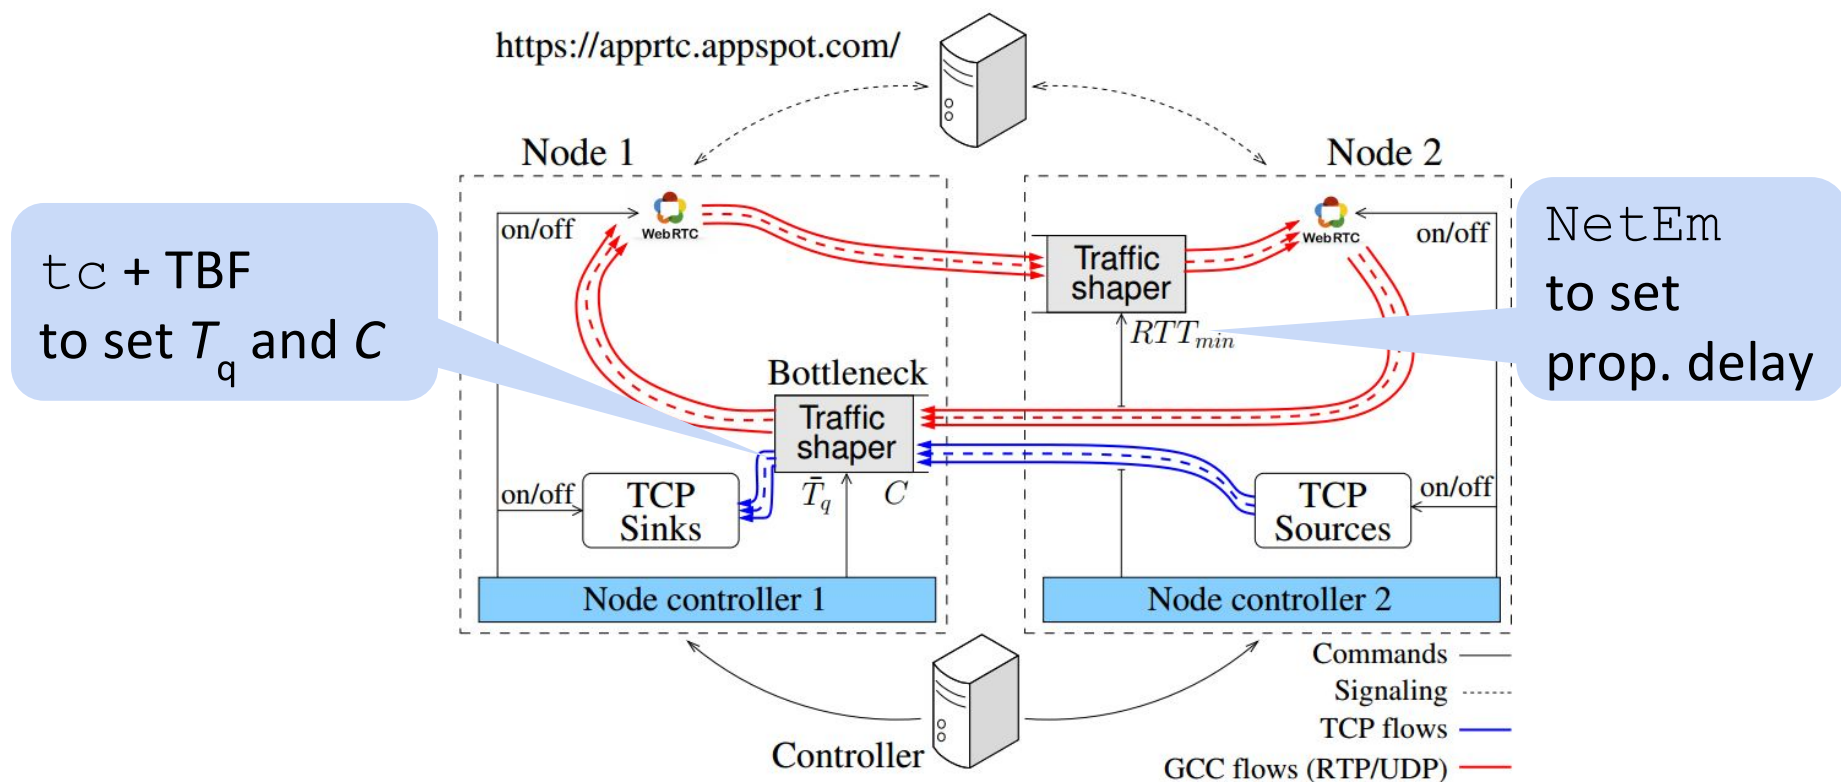 https://apprtc.appspot.com/
Node 1
Node 2
on/off
WebRTC
WebRTC
on/off
tc + TBF
to set Tq and C
NetEm
to set
prop. delay
Traffic
shaper
RTTmin
Bottleneck
Traffic
shaper
T̄q C
on/off
TCP
Sinks
TCP
Sources
on/off
Node controller 1
Node controller 2
Controller
Commands
Signaling
TCP flows
GCC flows (RTP/UDP)